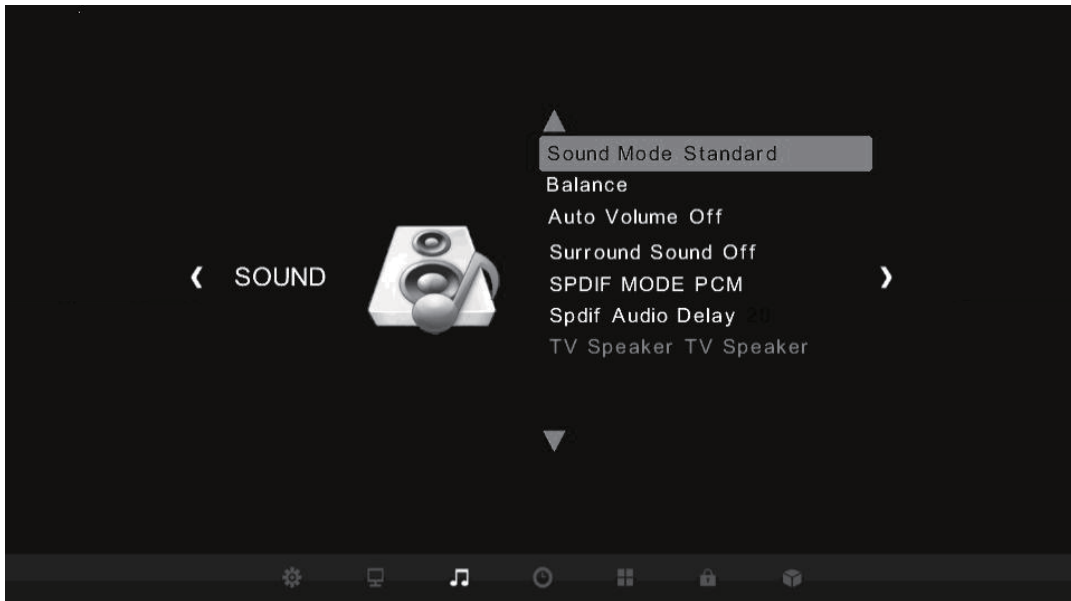 Sound Mode Standard
Balance
Auto Volume Off
Surround Sound Off
SOUND
SPDIF MODE PCM
Spdif Audio Delay 20
TV Speaker TV Speaker